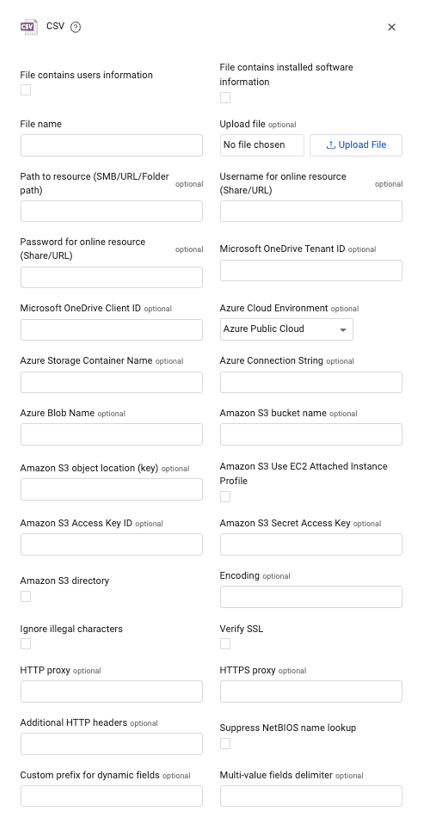 CSV
CSV
File contains users information
File contains installed software
information
File name
Upload file optional
No file chosen
Upload File
Path to resource (SMB/URL/Folder
path)
optional
Username for online resource
(Share/URL)
optional
Password for online resource
(Share/URL)
optional
Microsoft OneDrive Tenant ID optional
Microsoft OneDrive Client ID optional
Azure Cloud Environment optional
Azure Public Cloud
Azure Storage Container Name optional
Azure Connection String optional
Azure Blob Name optional
Amazon S3 bucket name optional
Amazon S3 object location (key) optional
Amazon S3 Use EC2 Attached Instance
Profile
Amazon S3 Access Key ID optional
Amazon S3 Secret Access Key optional
Amazon S3 directory
Encoding optional
Ignore illegal characters
Verify SSL
HTTP proxy optional
HTTPS proxy optional
Additional HTTP headers optional
Suppress NetBIOS name lookup
Custom prefix for dynamic fields optional
Multi-value fields delimiter optional